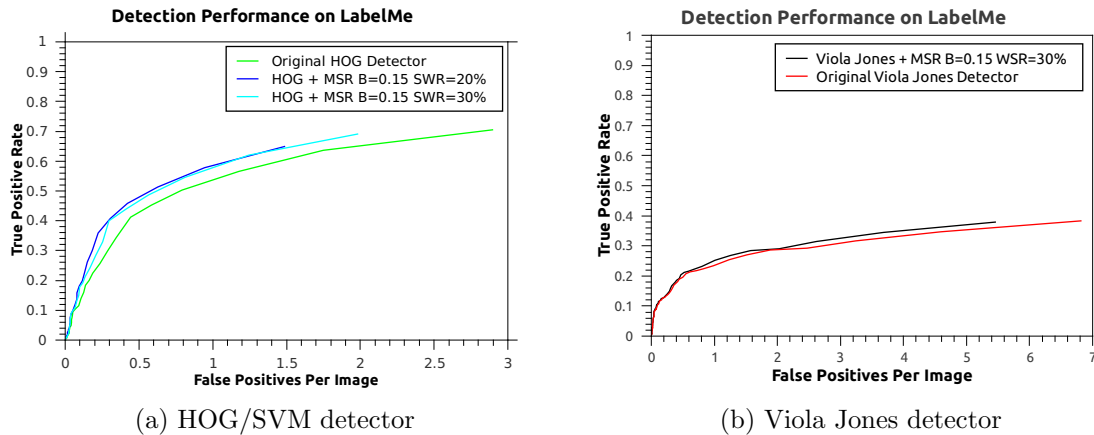 Detection Performance on LabelMe
Original HOG Detector
HOG + MSR B=0.15 SWR=20%
HOG + MSR B=0.15 SWR=30%
True Positive Rate
1
0.9
0.8
0.7
0.6
0.5
0.4
0.3
0.2
0.1
0
0
0.5
1
1.5
2
2.5
3
False Positives Per Image
(a) HOG/SVM detector
Detection Performance on LabelMe
Viola Jones + MSR B=0.15 WSR=30%
Original Viola Jones Detector
True Positive Rate
1
0.9
0.8
0.7
0.6
0.5
0.4
0.3
0.2
0.1
0
0
1
2
3
4
5
6
7
False Positives Per Image
(b) Viola Jones detector